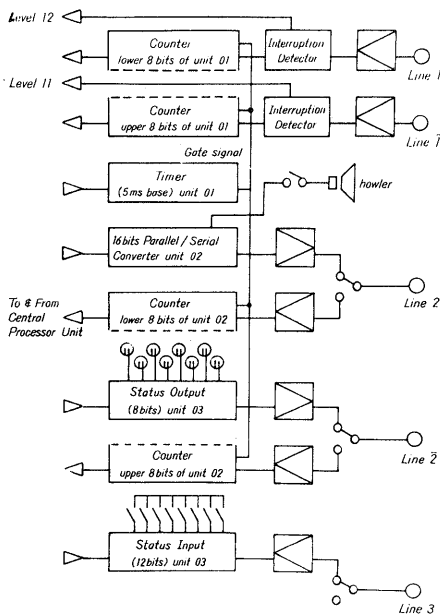 Level 12
Counter
lower 8 bits of unit 01
Interruption
Detector
Line 1
Level 11
Counter
upper 8 bits of unit 01
Interruption
Detector
Line 1̄
Gate signal
Timer
(5ms base) unit 01
howler
16bits Parallel / Serial
Converter unit 02
Line 2
To & From
Central
Processor Unit
Counter
lower 8 bits of unit 02
Status Output
(8bits) unit 03
Line 2̄
Counter
upper 8 bits of unit 02
Status Input
(12bits) unit 03
Line 3